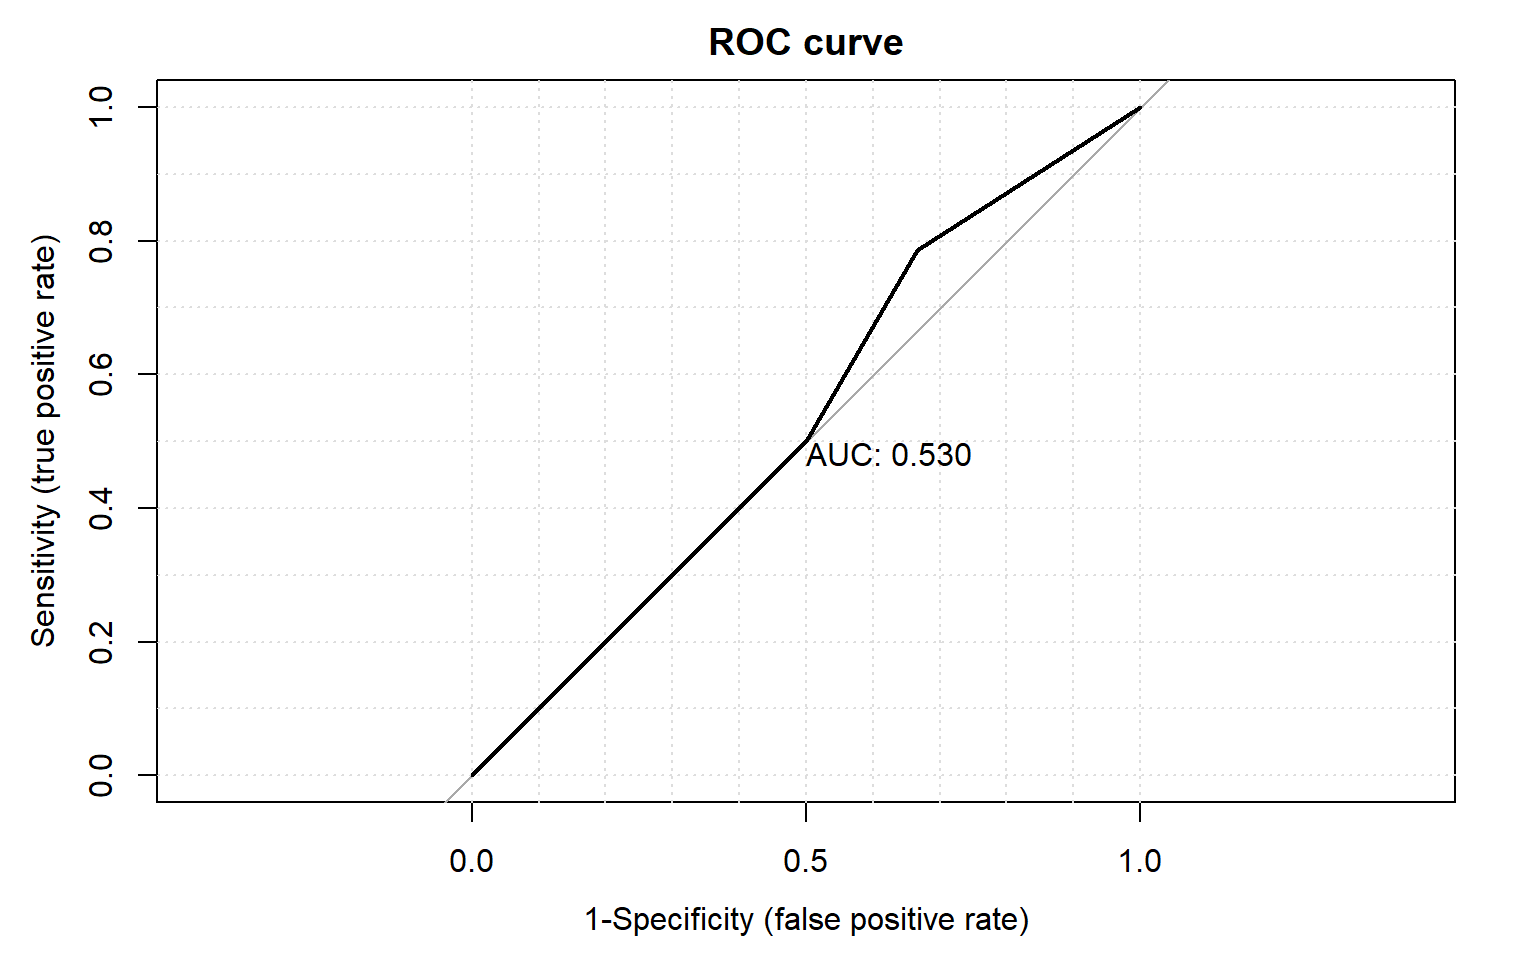 ROC curve
Sensitivity (true positive rate)
1.0
0.8
0.6
0.4
0.2
0.0
AUC: 0.530
0.0 0.5 1.0
1-Specificity (false positive rate)